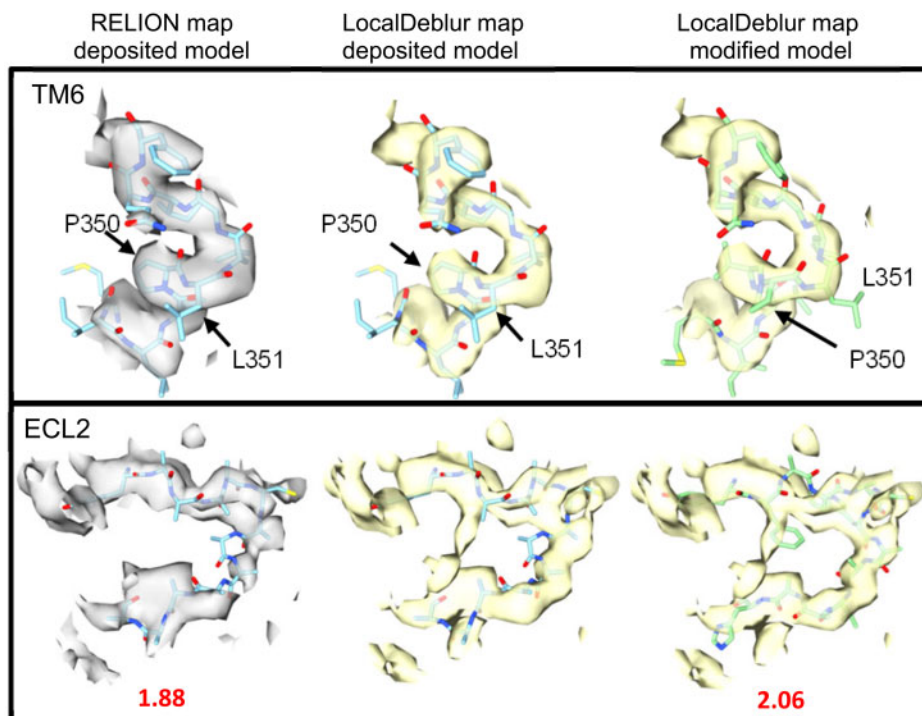 RELION map
deposited model
LocalDeblur map
deposited model
LocalDeblur map
modified model
TM6
P350
L351
P350
L351
L351
P350
ECL2
1.88
2.06